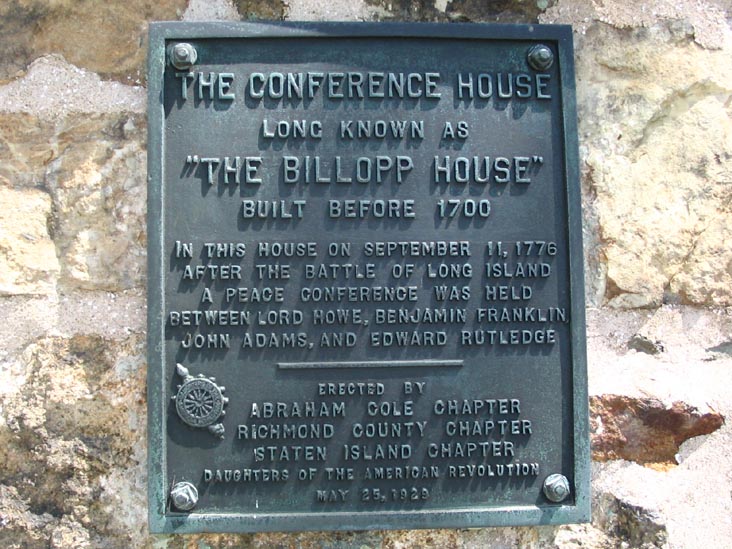 THE CONFERENCE HOUSE
LONG KNOWN AS
"THE BILLOPP HOUSE"
BUILT BEFORE 1700
IN THIS HOUSE ON SEPTEMBER 11, 1776
AFTER THE BATTLE OF LONG ISLAND
A PEACE CONFERENCE WAS HELD
BETWEEN LORD HOWE, BENJAMIN FRANKLIN,
JOHN ADAMS, AND EDWARD RUTLEDGE
ERECTED BY
ABRAHAM COLE CHAPTER
RICHMOND COUNTY CHAPTER
STATEN ISLAND CHAPTER
DAUGHTERS OF THE AMERICAN REVOLUTION
MAY 25, 1929